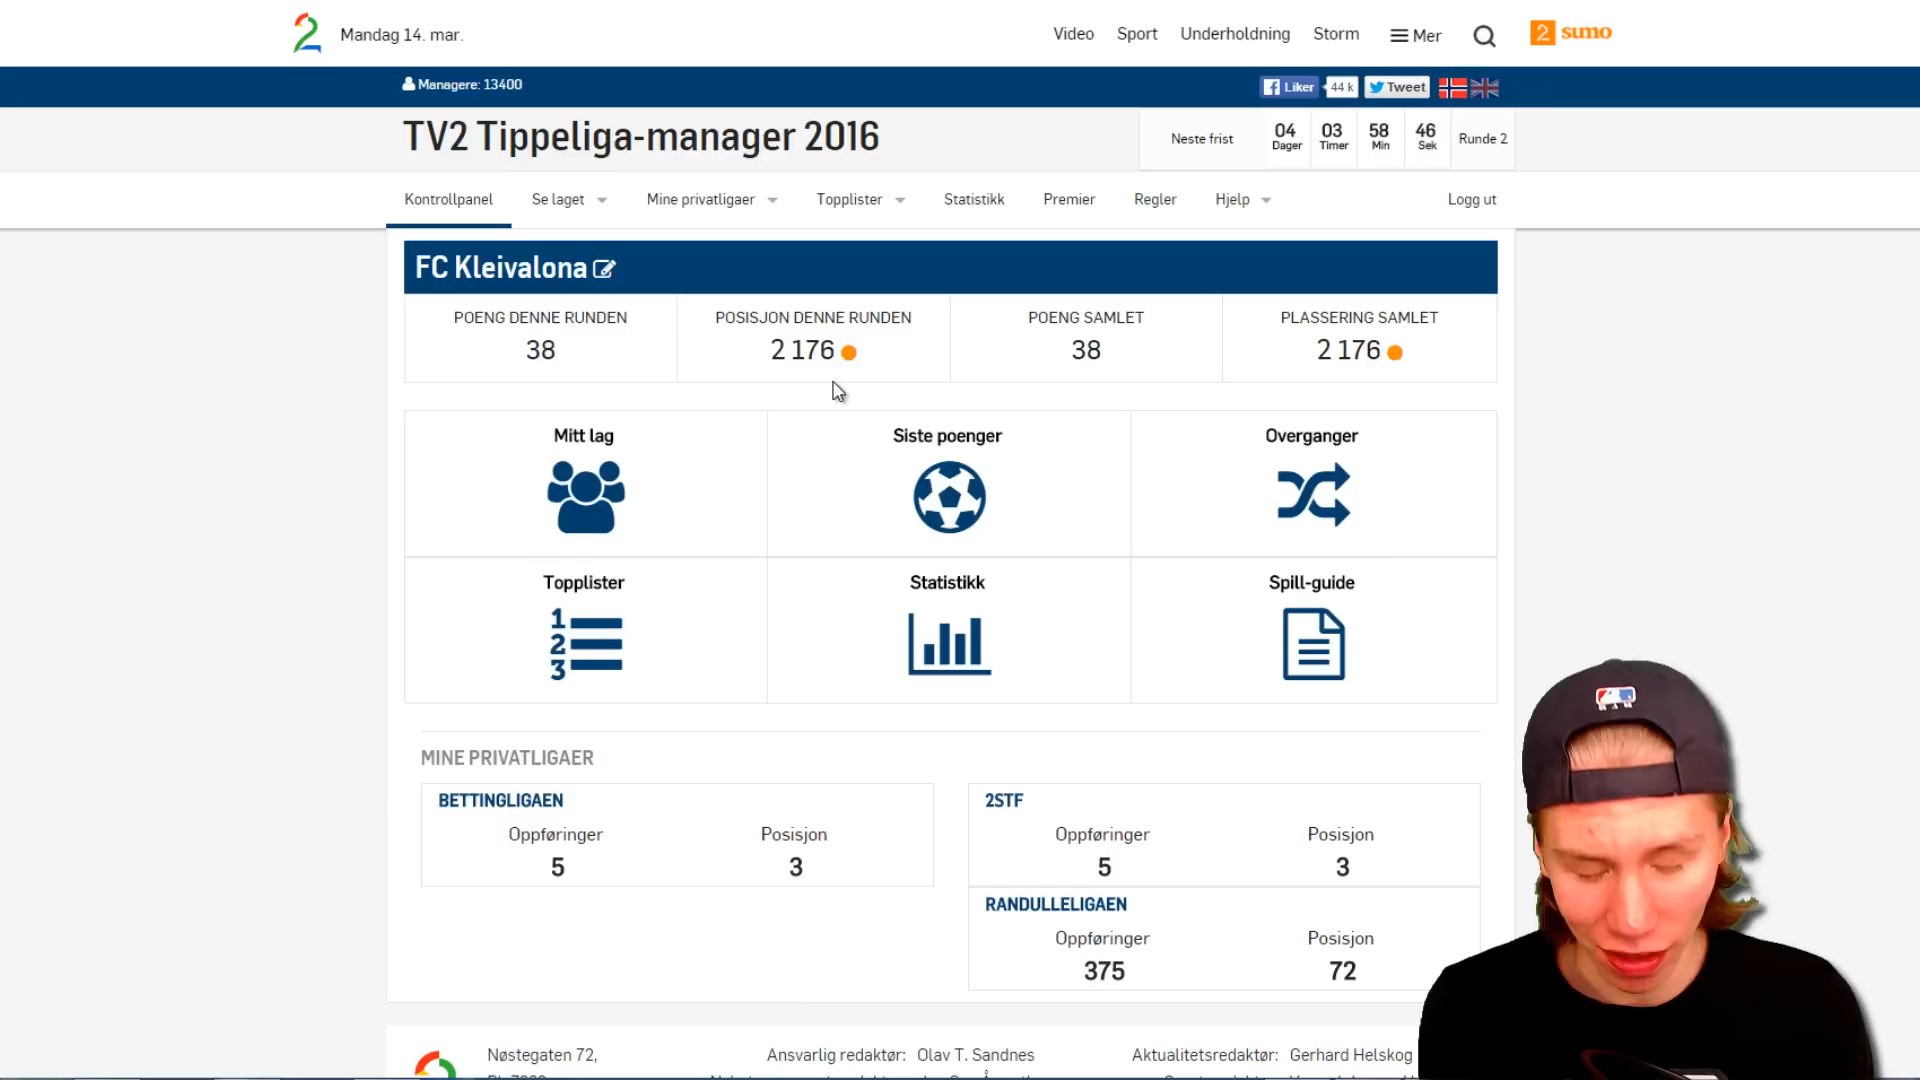 2 Mandag 14. mar. Video Sport Underholdning Storm Mer 2 sumo
Managere: 13400 Liker 44 k Tweet
TV2 Tippeliga-manager 2016
Neste frist 04 Dager 03 Timer 58 Min 46 Sek Runde 2
Kontrollpanel Se laget Mine privatligaer Topplister Statistikk Premier Regler Hjelp Logg ut
FC Kleivalona
POENG DENNE RUNDEN POSISJON DENNE RUNDEN POENG SAMLET PLASSERING SAMLET
38 2 176 38 2 176
Mitt lag Siste poenger Overganger
Topplister Statistikk Spill-guide
1
2
3
MINE PRIVATLIGAER
BETTINGLIGAEN 2STF
Oppføringer Posisjon Oppføringer Posisjon
5 3 5 3
RANDULLELIGAEN
Oppføringer Posisjon
375 72
Nøstegaten 72, Ansvarlig redaktør: Olav T. Sandnes Aktualitetsredaktør: Gerhard Helskog